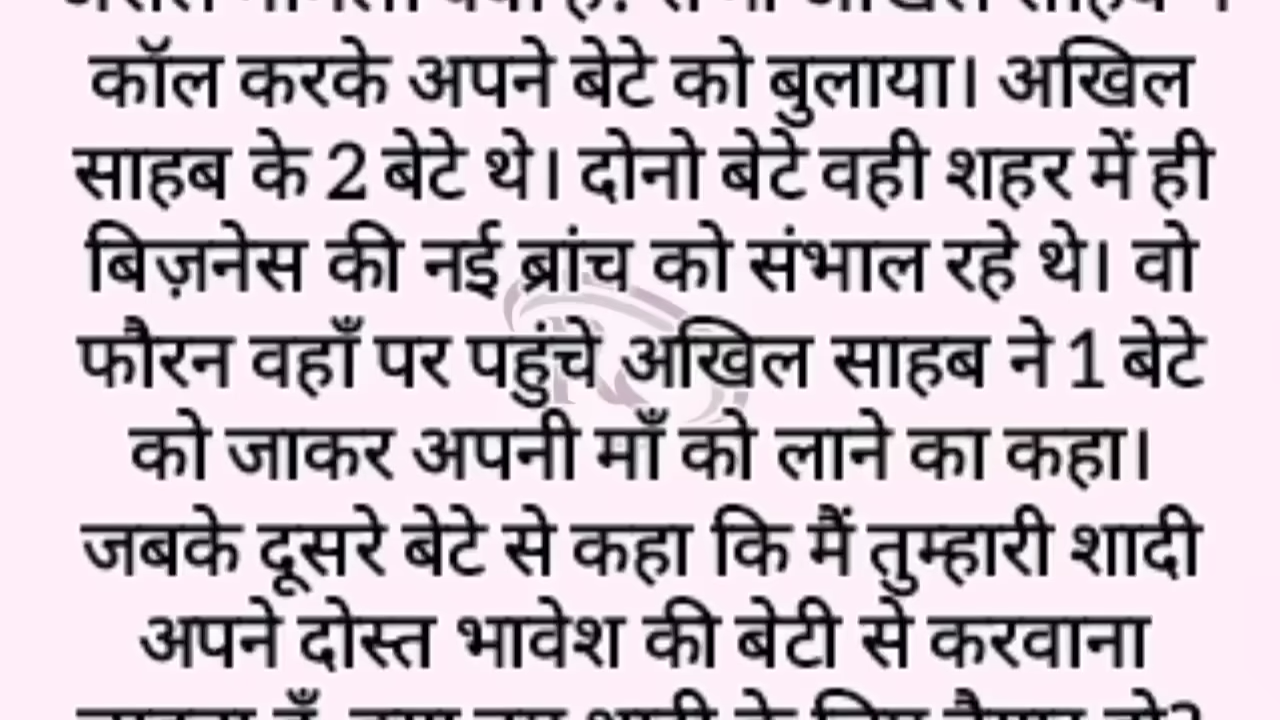 कॉल करके अपने बेटे को बुलाया। अखिल
साहब के 2 बेटे थे। दोनो बेटे वही शहर में ही
बिज़नेस की नई ब्रांच को संभाल रहे थे। वो
फौरन वहाँ पर पहुंचे अखिल साहब ने 1 बेटे
को जाकर अपनी माँ को लाने का कहा।
जबके दूसरे बेटे से कहा कि मैं तुम्हारी शादी
अपने दोस्त भावेश की बेटी से करवाना